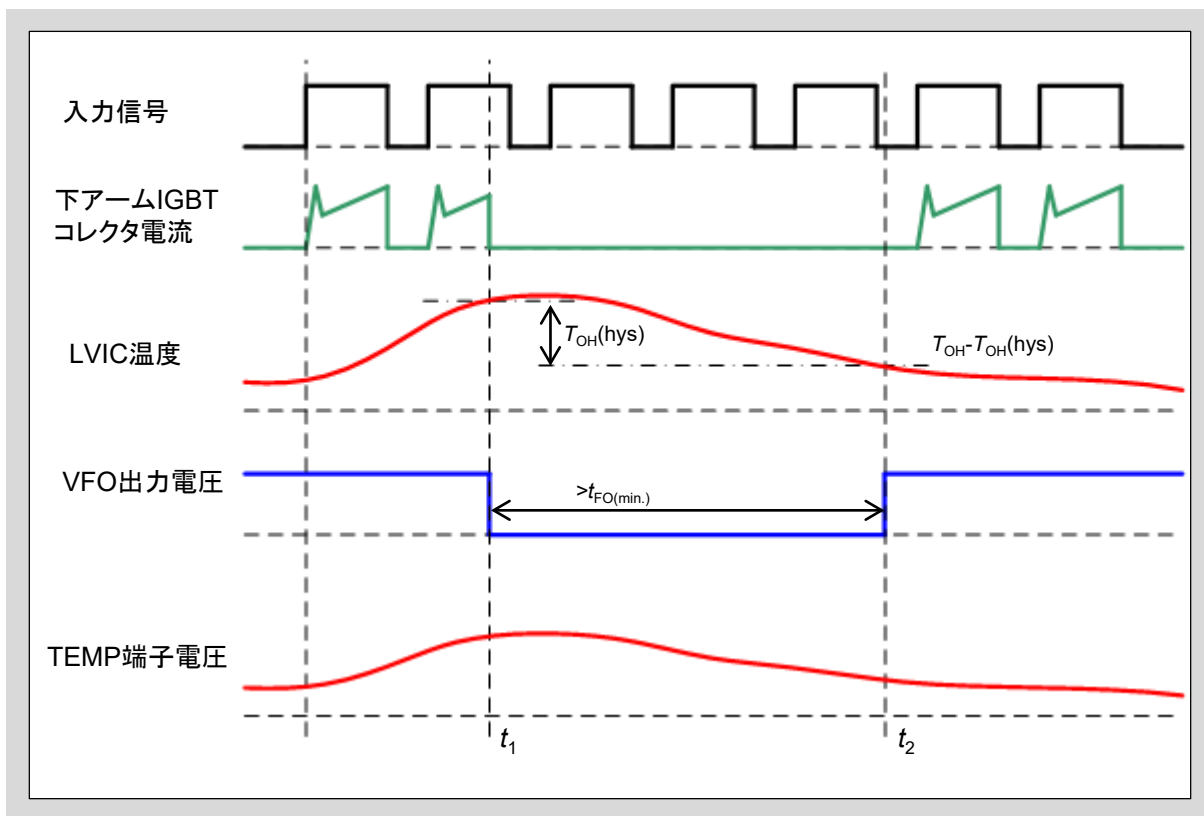 入力信号
下アームIGBT
コレクタ電流
LVIC温度
TOH(hys)
TOH-TOH(hys)
VFO出力電圧
>tFO(min.)
TEMP端子電圧
t1
t2